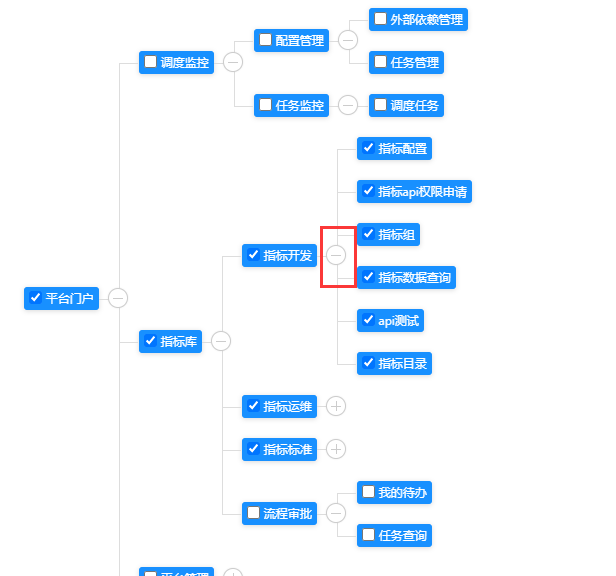 外部依赖管理
配置管理
调度监控
任务管理
任务监控
调度任务
指标配置
指标api权限申请
指标组
指标开发
指标数据查询
平台门户
api测试
指标库
指标目录
指标运维
指标标准
我的待办
流程审批
任务查询
平台管理